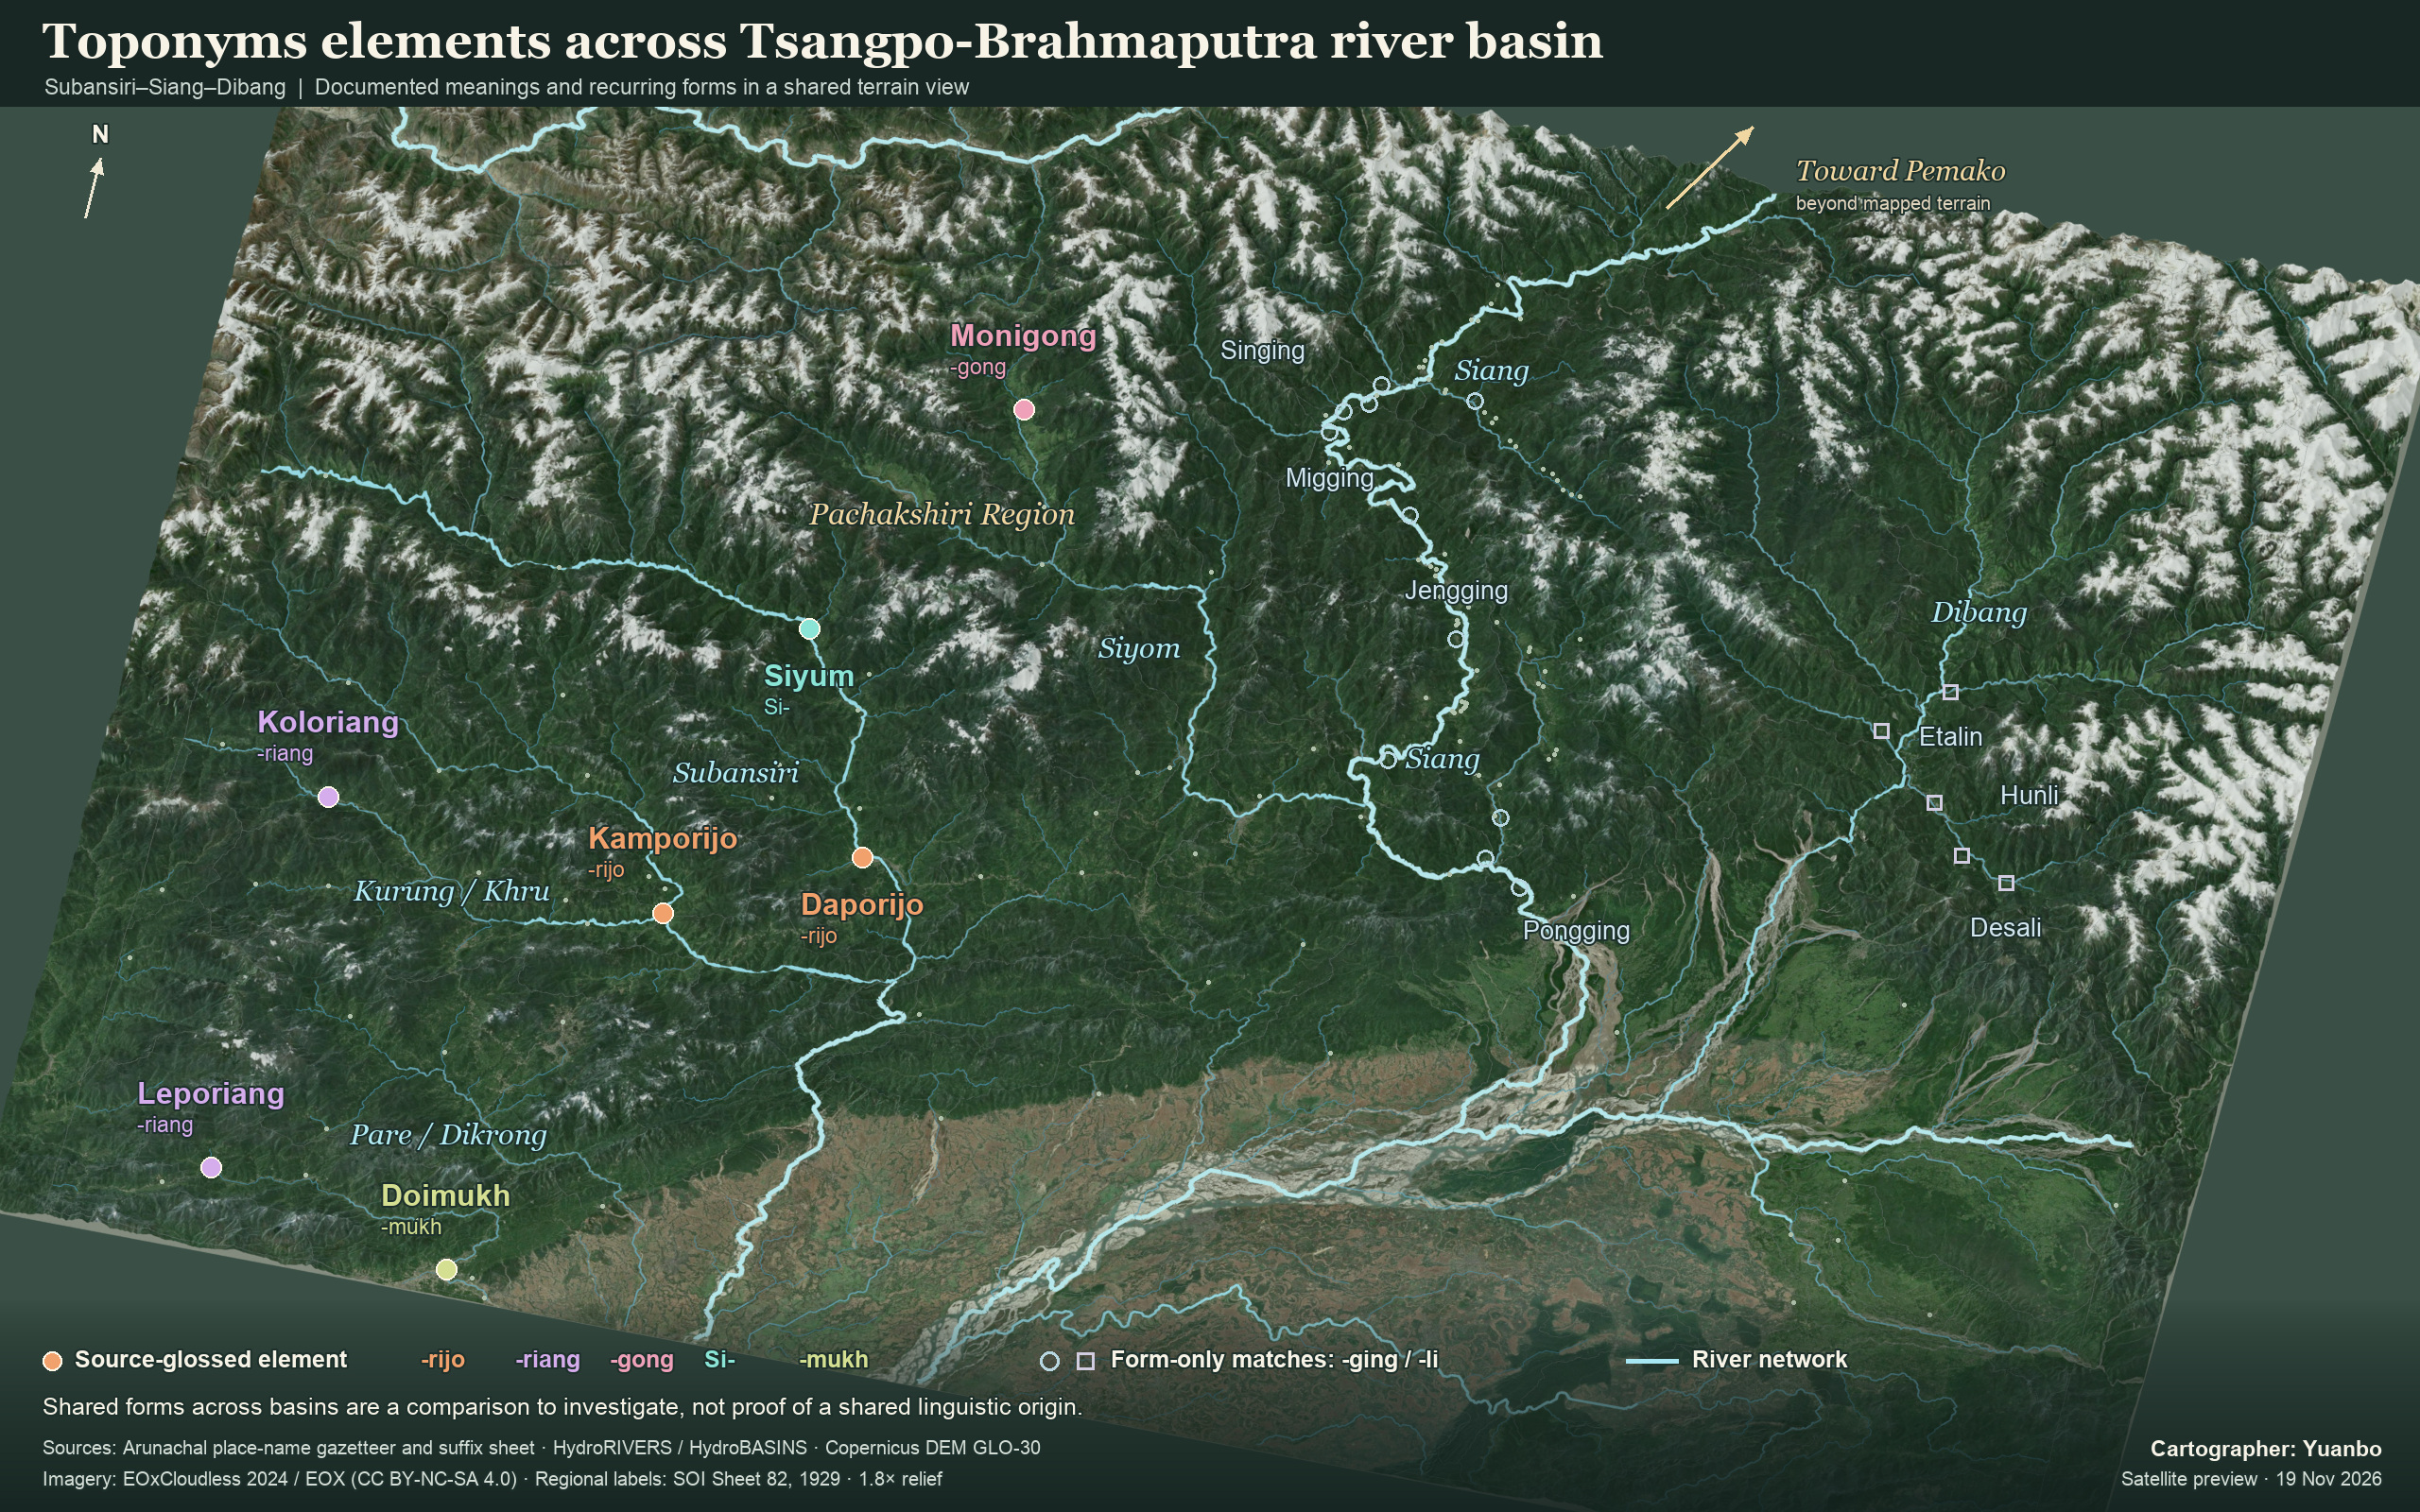 Toponyms elements across Tsangpo-Brahmaputra river basin
Subansiri–Siang–Dibang | Documented meanings and recurring forms in a shared terrain view
N
Toward Pemako
beyond mapped terrain
Monigong
-gong
Singing
Siang
Migging
Pachakshiri Region
Jengging
Dibang
Siyom
Siyum
Si-
Koloriang
-riang
Etalin
Subansiri
Siang
Hunli
Kamporijo
-rijo
Kurung / Khru
Daporijo
-rijo
Desali
Pongging
Leporiang
-riang
Pare / Dikrong
Doimukh
-mukh
Source-glossed element -rijo -riang -gong Si- -mukh Form-only matches: -ging / -li River network
Shared forms across basins are a comparison to investigate, not proof of a shared linguistic origin.
Sources: Arunachal place-name gazetteer and suffix sheet · HydroRIVERS / HydroBASINS · Copernicus DEM GLO-30
Cartographer: Yuanbo
Imagery: EOxCloudless 2024 / EOX (CC BY-NC-SA 4.0) · Regional labels: SOI Sheet 82, 1929 · 1.8× relief
Satellite preview · 19 Nov 2026